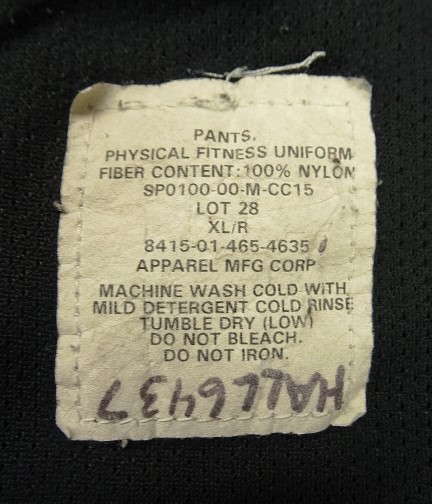 PANTS,
PHYSICAL FITNESS UNIFORM
FIBER CONTENT: 100% NYLON
SP0100-00-M-CC15
LOT 28
XL/R
8415-01-465-4635
APPAREL MFG CORP
MACHINE WASH COLD WITH
MILD DETERGENT COLD RINSE
TUMBLE DRY (LOW)
DO NOT BLEACH.
DO NOT IRON.
HALL6437